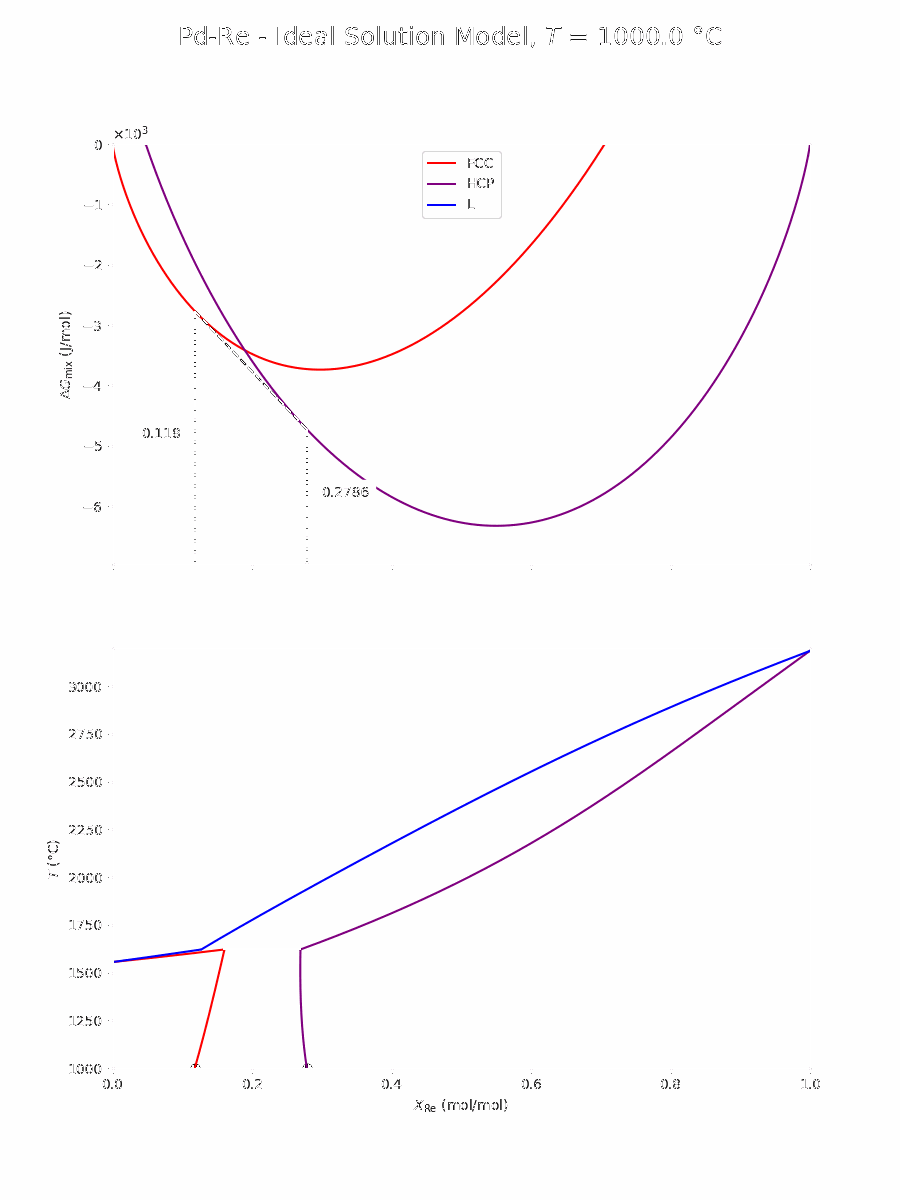 Pd-Re - Ideal Solution Model, T = 1000.0 °C
×10³
0
−1
−2
−3
−4
−5
−6
ΔGmix (J/mol)
FCC
HCP
L
0.118
0.2786
3000
2750
2500
2250
2000
1750
1500
1250
1000
T (°C)
0.0 0.2 0.4 0.6 0.8 1.0
XRe (mol/mol)